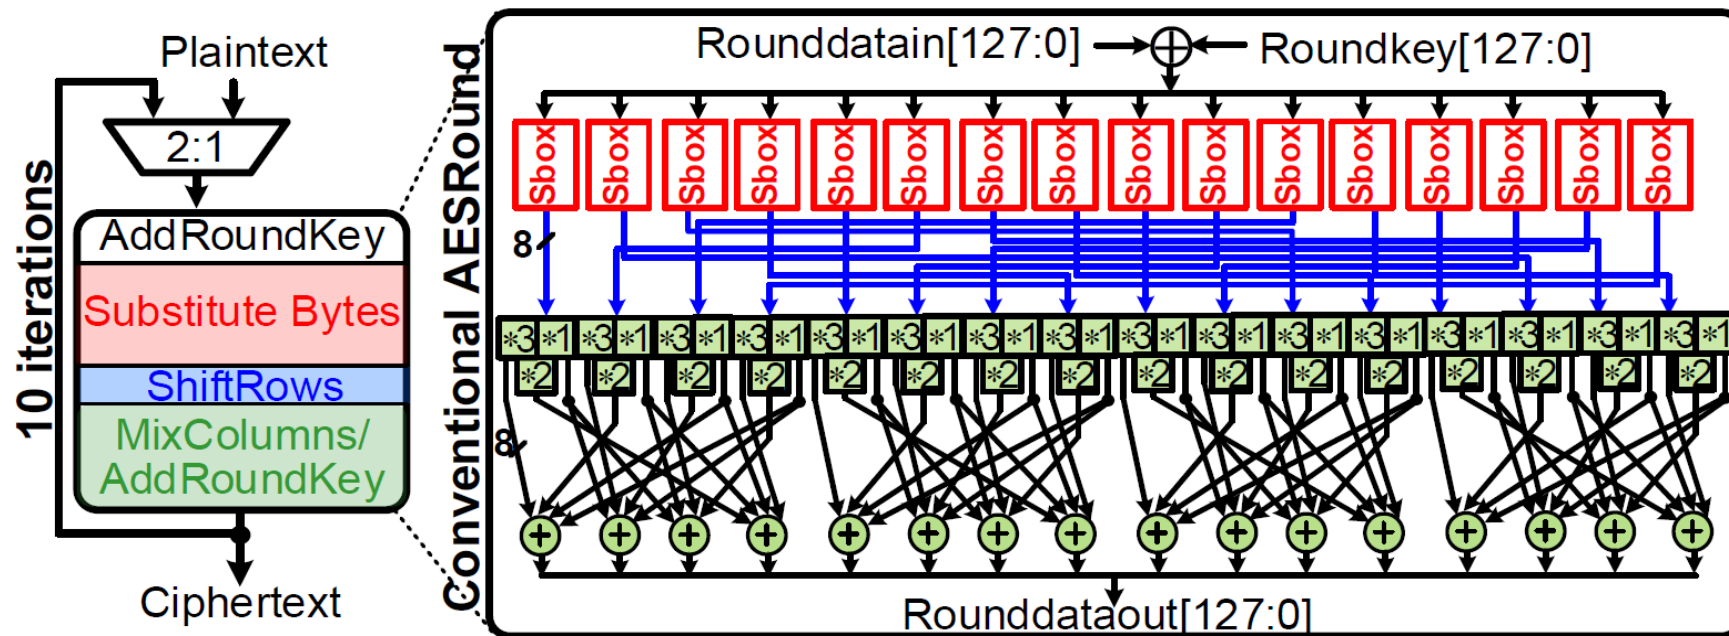 Plaintext
2:1
10 iterations
AddRoundKey
Substitute Bytes
ShiftRows
MixColumns/
AddRoundKey
Ciphertext
Conventional AESRound
Rounddatain[127:0]
Roundkey[127:0]
Sbox Sbox Sbox Sbox Sbox Sbox Sbox Sbox Sbox Sbox Sbox Sbox Sbox Sbox Sbox Sbox
8
*3 *1 *3 *1 *3 *1 *3 *1 *3 *1 *3 *1 *3 *1 *3 *1 *3 *1 *3 *1 *3 *1 *3 *1 *3 *1 *3 *1 *3 *1 *3 *1
*2 *2 *2 *2 *2 *2 *2 *2 *2 *2 *2 *2 *2 *2 *2 *2
8
+ + + + + + + + + + + + + + + +
Rounddataout[127:0]